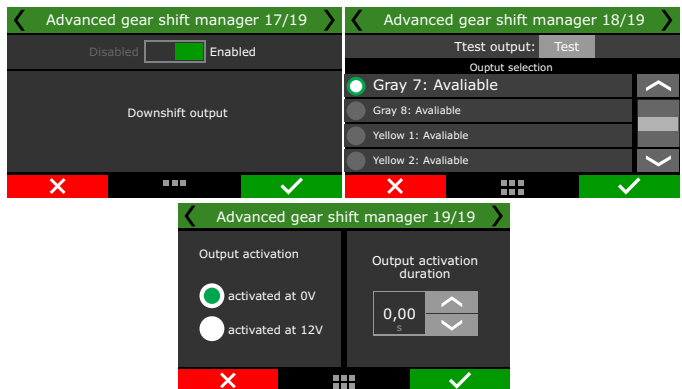 Advanced gear shift manager 17/19
Disabled Enabled
Downshift output
Advanced gear shift manager 18/19
Ttest output: Test
Ouptut selection
Gray 7: Avaliable
Gray 8: Avaliable
Yellow 1: Avaliable
Yellow 2: Avaliable
Advanced gear shift manager 19/19
Output activation
activated at 0V
activated at 12V
Output activation
duration
0,00
s